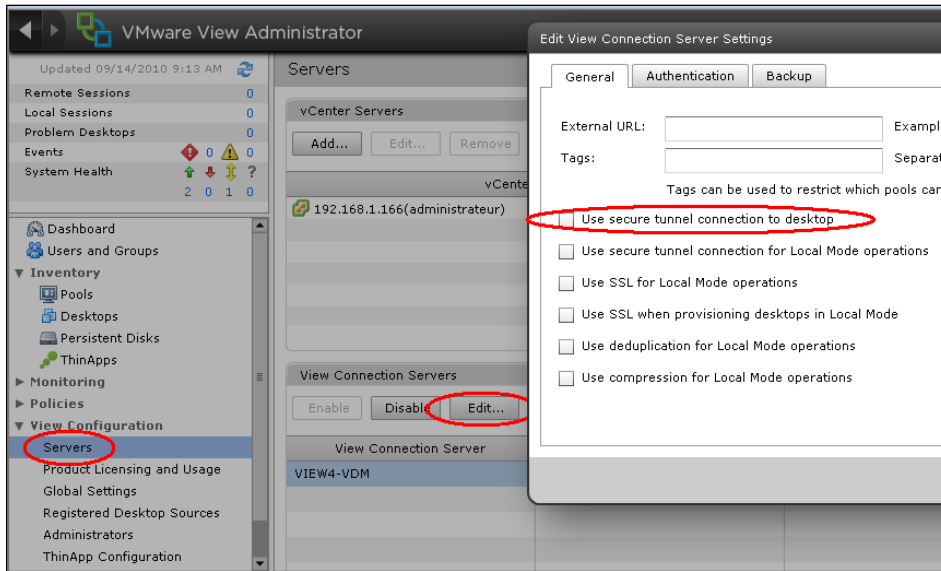 VMware View Administrator
Updated 09/14/2010 9:13 AM
Remote Sessions 0
Local Sessions 0
Problem Desktops 0
Events 0 0
System Health ?
2 0 1 0
Dashboard
Users and Groups
Inventory
Pools
Desktops
Persistent Disks
ThinApps
Monitoring
Policies
View Configuration
Servers
Product Licensing and Usage
Global Settings
Registered Desktop Sources
Administrators
ThinApp Configuration
Servers
vCenter Servers
Add... Edit... Remove
vCente
192.168.1.166(administrateur)
View Connection Servers
Enable Disable Edit...
View Connection Server
VIEW4-VDM
Edit View Connection Server Settings
General Authentication Backup
External URL: Exampl
Tags: Separat
Tags can be used to restrict which pools can
Use secure tunnel connection to desktop
Use secure tunnel connection for Local Mode operations
Use SSL for Local Mode operations
Use SSL when provisioning desktops in Local Mode
Use deduplication for Local Mode operations
Use compression for Local Mode operations